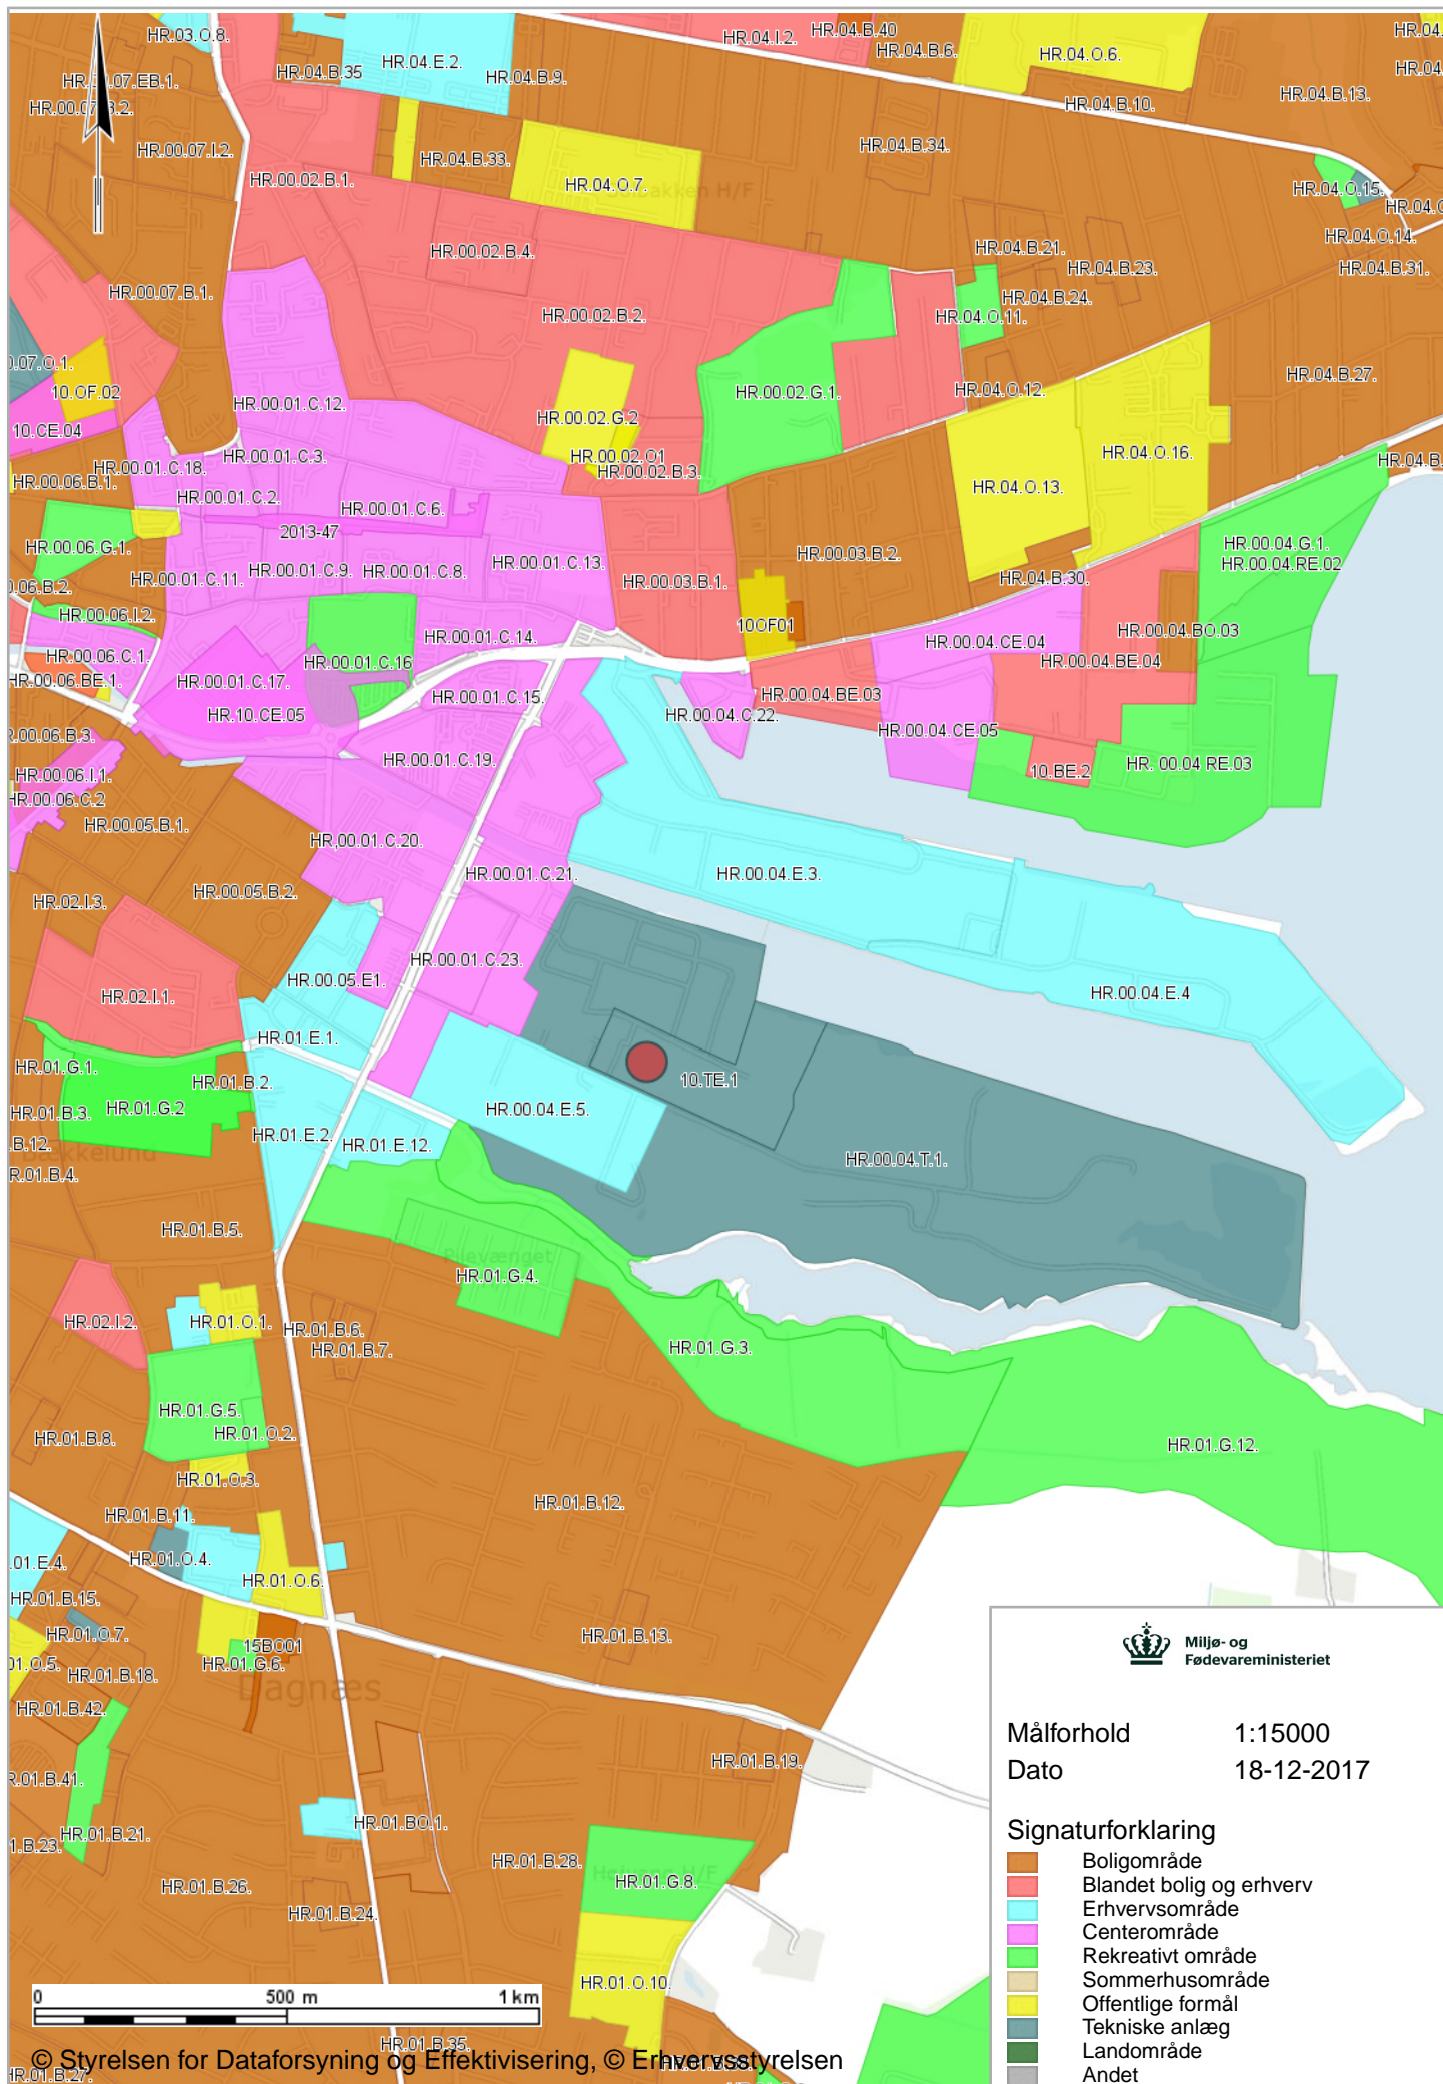 HR.03.O.8.
HR.04.B.35
HR.04.E.2.
HR.04.B.9.
HR.04.I.2.
HR.04.B.40
HR.04.B.6.
HR.04.O.6.
HR.04.B.10.
HR.04.B.13.
HR.00.07.I.2.
HR.00.02.B.1.
HR.04.B.33.
HR.04.O.7.
HR.04.B.34.
HR.04.O.15.
HR.04.O.14.
HR.04.B.31.
HR.00.02.B.4.
HR.04.B.21.
HR.04.B.23.
HR.04.B.24.
HR.00.07.B.1.
HR.00.02.B.2.
HR.04.O.11.
10.OF.02
HR.00.01.C.12.
HR.00.02.G.2
HR.00.02.G.1.
HR.04.O.12.
HR.04.B.27.
10.CE.04
HR.00.01.C.18.
HR.00.01.C.3.
HR.00.02.O1
HR.00.02.B.3.
HR.04.O.16.
HR.04.O.13.
HR.00.06.B.1.
HR.00.01.C.2.
HR.00.01.C.6.
2013-47
HR.00.06.G.1.
HR.00.01.C.11.
HR.00.01.C.9.
HR.00.01.C.8.
HR.00.01.C.13.
HR.00.03.B.1.
HR.00.03.B.2.
HR.04.B.30.
HR.00.04.G.1.
HR.00.04.RE.02
HR.00.06.I.2.
HR.00.06.C.1.
HR.00.06.BE.1.
HR.00.01.C.14.
HR.00.01.C.16
HR.00.01.C.17.
HR.10.CE.05
HR.00.01.C.15.
10OF01
HR.00.04.CE.04
HR.00.04.BO.03
HR.00.04.BE.04
HR.00.04.BE.03
HR.00.04.C.22.
HR.00.04.CE.05
10.BE.2
HR. 00.04 RE.03
HR.00.01.C.19.
HR.00.06.I.1.
HR.00.06.C.2
HR.00.05.B.1.
HR,00.01.C.20.
HR.00.01.C.21.
HR.00.04.E.3.
HR.02.I.3.
HR.00.05.B.2.
HR.00.01.C.23.
HR.00.05.E1.
HR.00.04.E.4
HR.02.I.1.
HR.01.E.1.
HR.01.G.1.
HR.01.B.2.
10.TE.1
HR.01.B.3.
HR.01.G.2
HR.00.04.E.5.
HR.01.E.2.
HR.01.E.12.
Bækkelund
HR.00.04.T.1.
HR.01.B.5.
Pilevænget
HR.01.G.4.
HR.02.I.2.
HR.01.O.1.
HR.01.B.6.
HR.01.B.7.
HR.01.G.3.
HR.01.G.5.
HR.01.O.2.
HR.01.B.8.
HR.01.G.12.
HR.01.O.3.
HR.01.B.11.
HR.01.B.12.
HR.01.O.4.
HR.01.O.6.
HR.01.B.15.
HR.01.O.7.
15BO01
HR.01.G.6.
HR.01.B.13.
HR.01.B.18.
Dagnæs
HR.01.B.42.
HR.01.B.19.
HR.01.B.21.
HR.01.BO.1.
HR.01.B.28.
HR.01.G.8.
HR.01.B.26.
HR.01.B.24.
HR.01.O.10.
HR.01.B.35.
0 500 m 1 km
© Styrelsen for Dataforsyning og Effektivisering, © Erhvervsstyrelsen
Miljø- og
Fødevareministeriet
Målforhold 1:15000
Dato 18-12-2017
Signaturforklaring
Boligområde
Blandet bolig og erhverv
Erhvervsområde
Centerområde
Rekreativt område
Sommerhusområde
Offentlige formål
Tekniske anlæg
Landområde
Andet